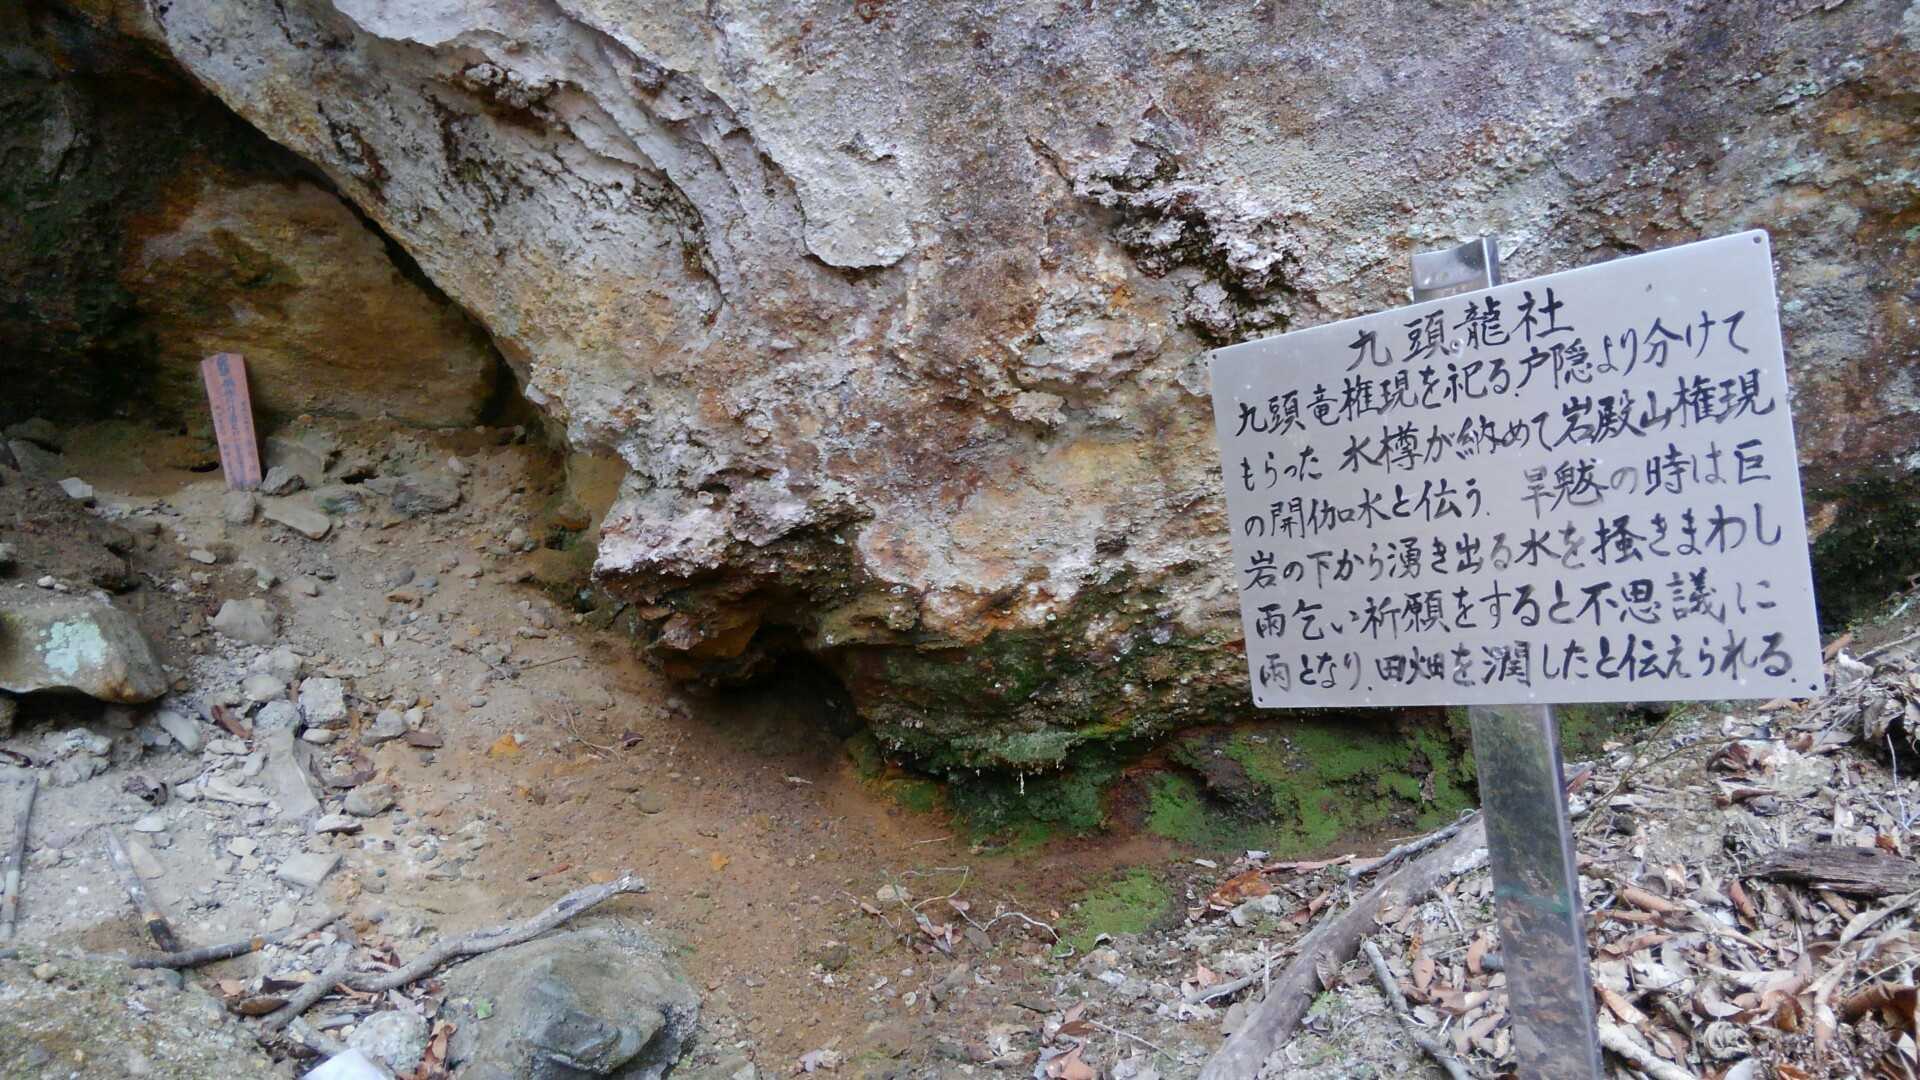 九頭龍社
九頭竜権現を祀る.戸隠より分けて
もらった 水樽が納めて岩殿山権現
の開伽水と伝う. 旱魃の時は巨
岩の下から湧き出る水を掻きまわし
雨乞い祈願をすると不思議に
雨となり.田畑を潤したと伝えられる.